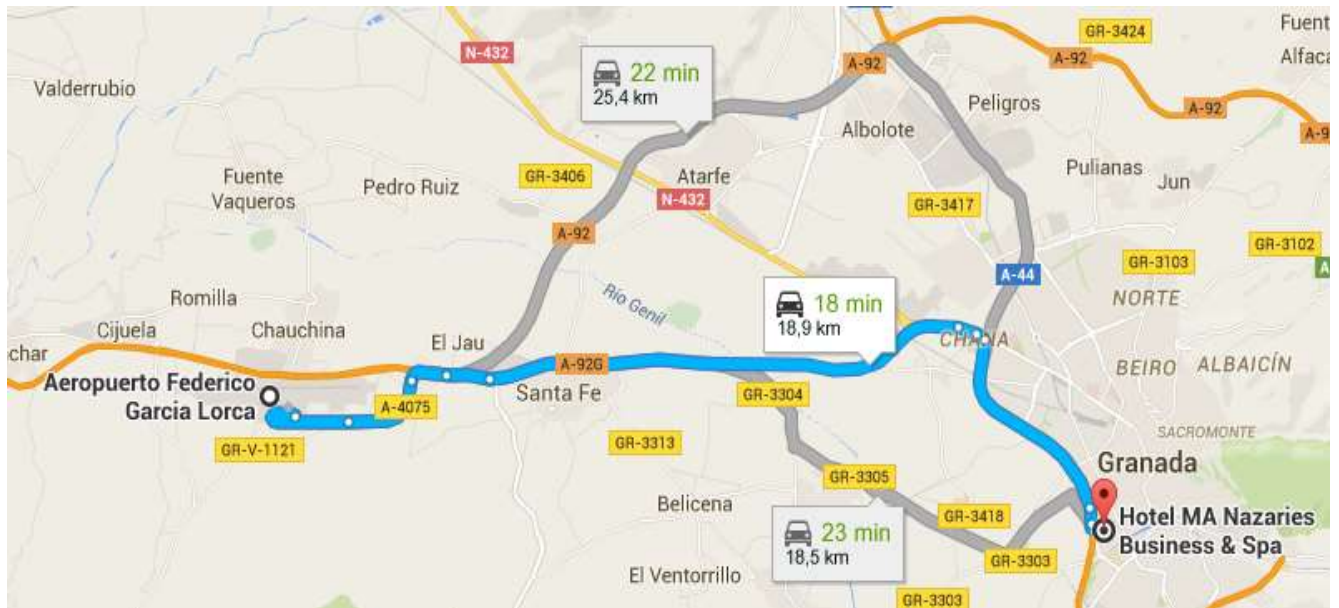 GR-3424
Fuent
N-432
Alfaca
A-92
A-92
22 min
25,4 km
Valderrubio
A-92
Peligros
A-9
Albolote
Pulianas
Fuente
Vaqueros
Pedro Ruiz
GR-3406
Atarfe
Jun
N-432
GR-3417
A-92
GR-3102
GR-3103
A-44
A
Río Genil
NORTE
Romilla
18 min
18,9 km
Cijuela
Chauchina
El Jau
CHANA
char
A-92G
BEIRO
ALBAICÍN
Aeropuerto Federico
Garcia Lorca
A-4075
Santa Fe
GR-3304
SACROMONTE
GR-V-1121
GR-3313
Granada
GR-3305
Belicena
GR-3418
Hotel MA Nazaries
Business & Spa
23 min
18,5 km
GR-3303
El Ventorrillo
GR-3303